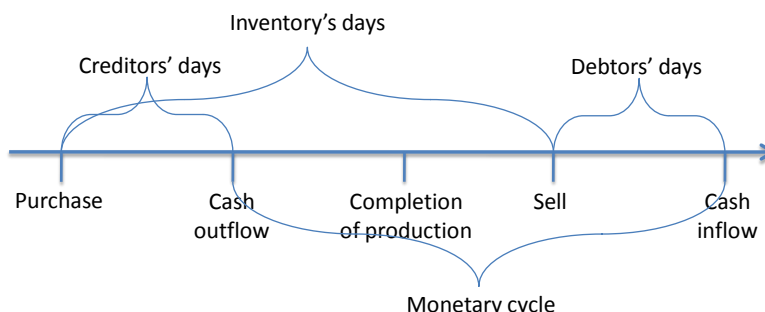 Inventory’s days
Creditors’ days
Debtors’ days
Purchase
Cash
outflow
Completion
of production
Sell
Cash
inflow
Monetary cycle